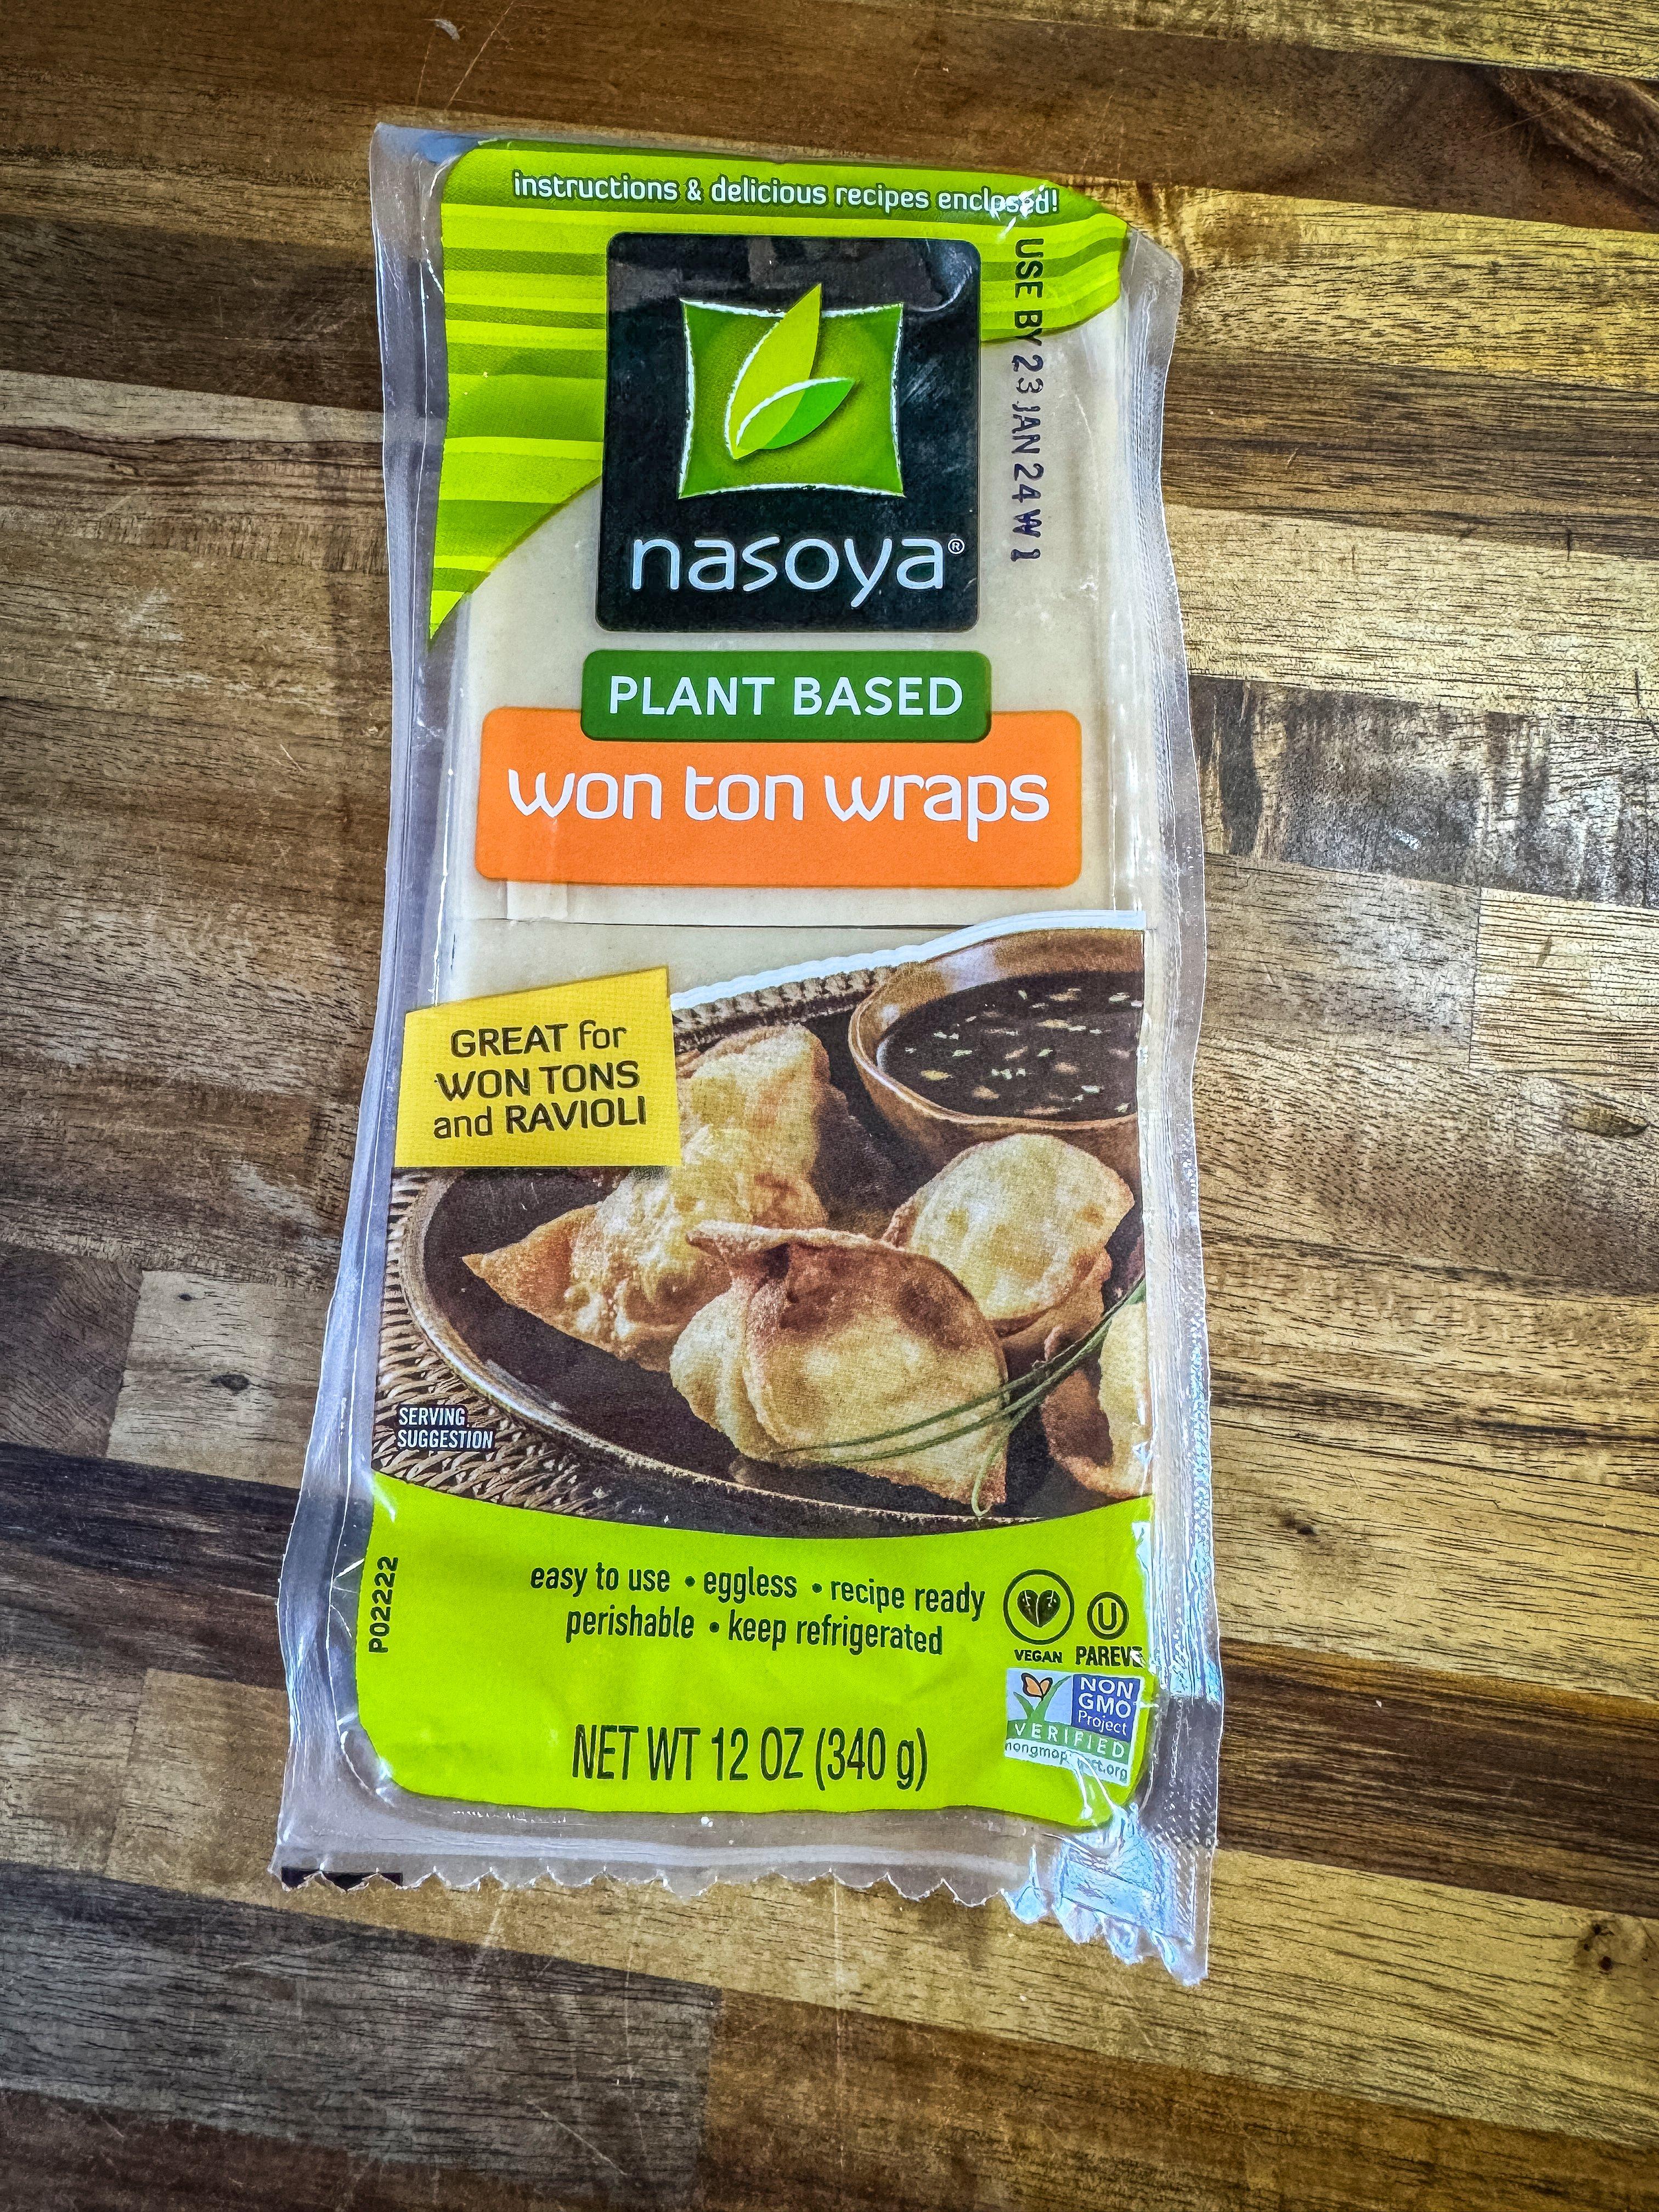 instructions & delicious recipes enclosed!
USE BY 23 JAN 24 W 1
nasoya®
PLANT BASED
won ton wraps
GREAT for
WON TONS
and RAVIOLI
SERVING
SUGGESTION
P02222
easy to use • eggless • recipe ready
perishable • keep refrigerated
VEGAN
U
PAREVE
NON
GMO
Project
VERIFIED
NET WT 12 OZ (340 g)